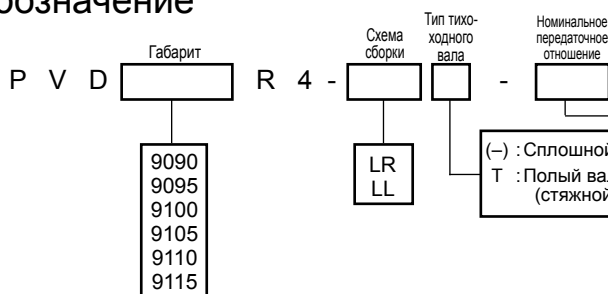 Габарит
Схема
сборки
Тип тихо-
ходного
вала
Номинальное
передаточное
отношение
P V D R 4 - -
9090
9095
9100
9105
9110
9115
LR
LL
(–) : Сплошной
T : Полый вал
(стяжной